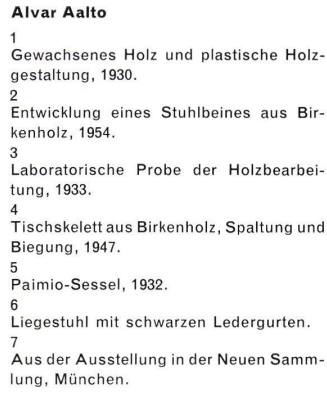 Alvar Aalto
1
Gewachsenes Holz und plastische Holz-
gestaltung, 1930.
2
Entwicklung eines Stuhlbeines aus Bir-
kenholz, 1954.
3
Laboratorische Probe der Holzbearbei-
tung, 1933.
4
Tischskelett aus Birkenholz, Spaltung und
Biegung, 1947.
5
Paimio-Sessel, 1932.
6
Liegestuhl mit schwarzen Ledergurten.
7
Aus der Ausstellung in der Neuen Samm-
lung, München.